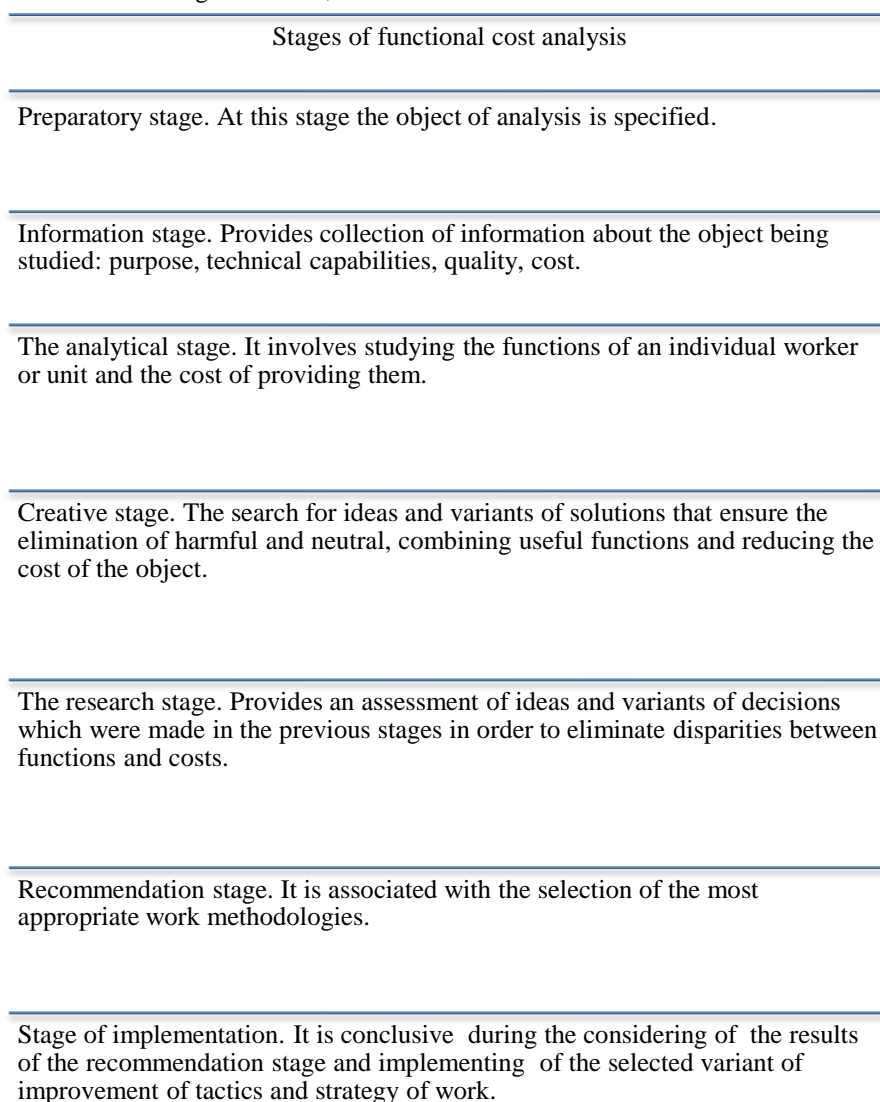 Stages of functional cost analysis
Preparatory stage. At this stage the object of analysis is specified.
Information stage. Provides collection of information about the object being
studied: purpose, technical capabilities, quality, cost.
The analytical stage. It involves studying the functions of an individual worker
or unit and the cost of providing them.
Creative stage. The search for ideas and variants of solutions that ensure the
elimination of harmful and neutral, combining useful functions and reducing the
cost of the object.
The research stage. Provides an assessment of ideas and variants of decisions
which were made in the previous stages in order to eliminate disparities between
functions and costs.
Recommendation stage. It is associated with the selection of the most
appropriate work methodologies.
Stage of implementation. It is conclusive during the considering of the results
of the recommendation stage and implementing of the selected variant of
improvement of tactics and strategy of work.